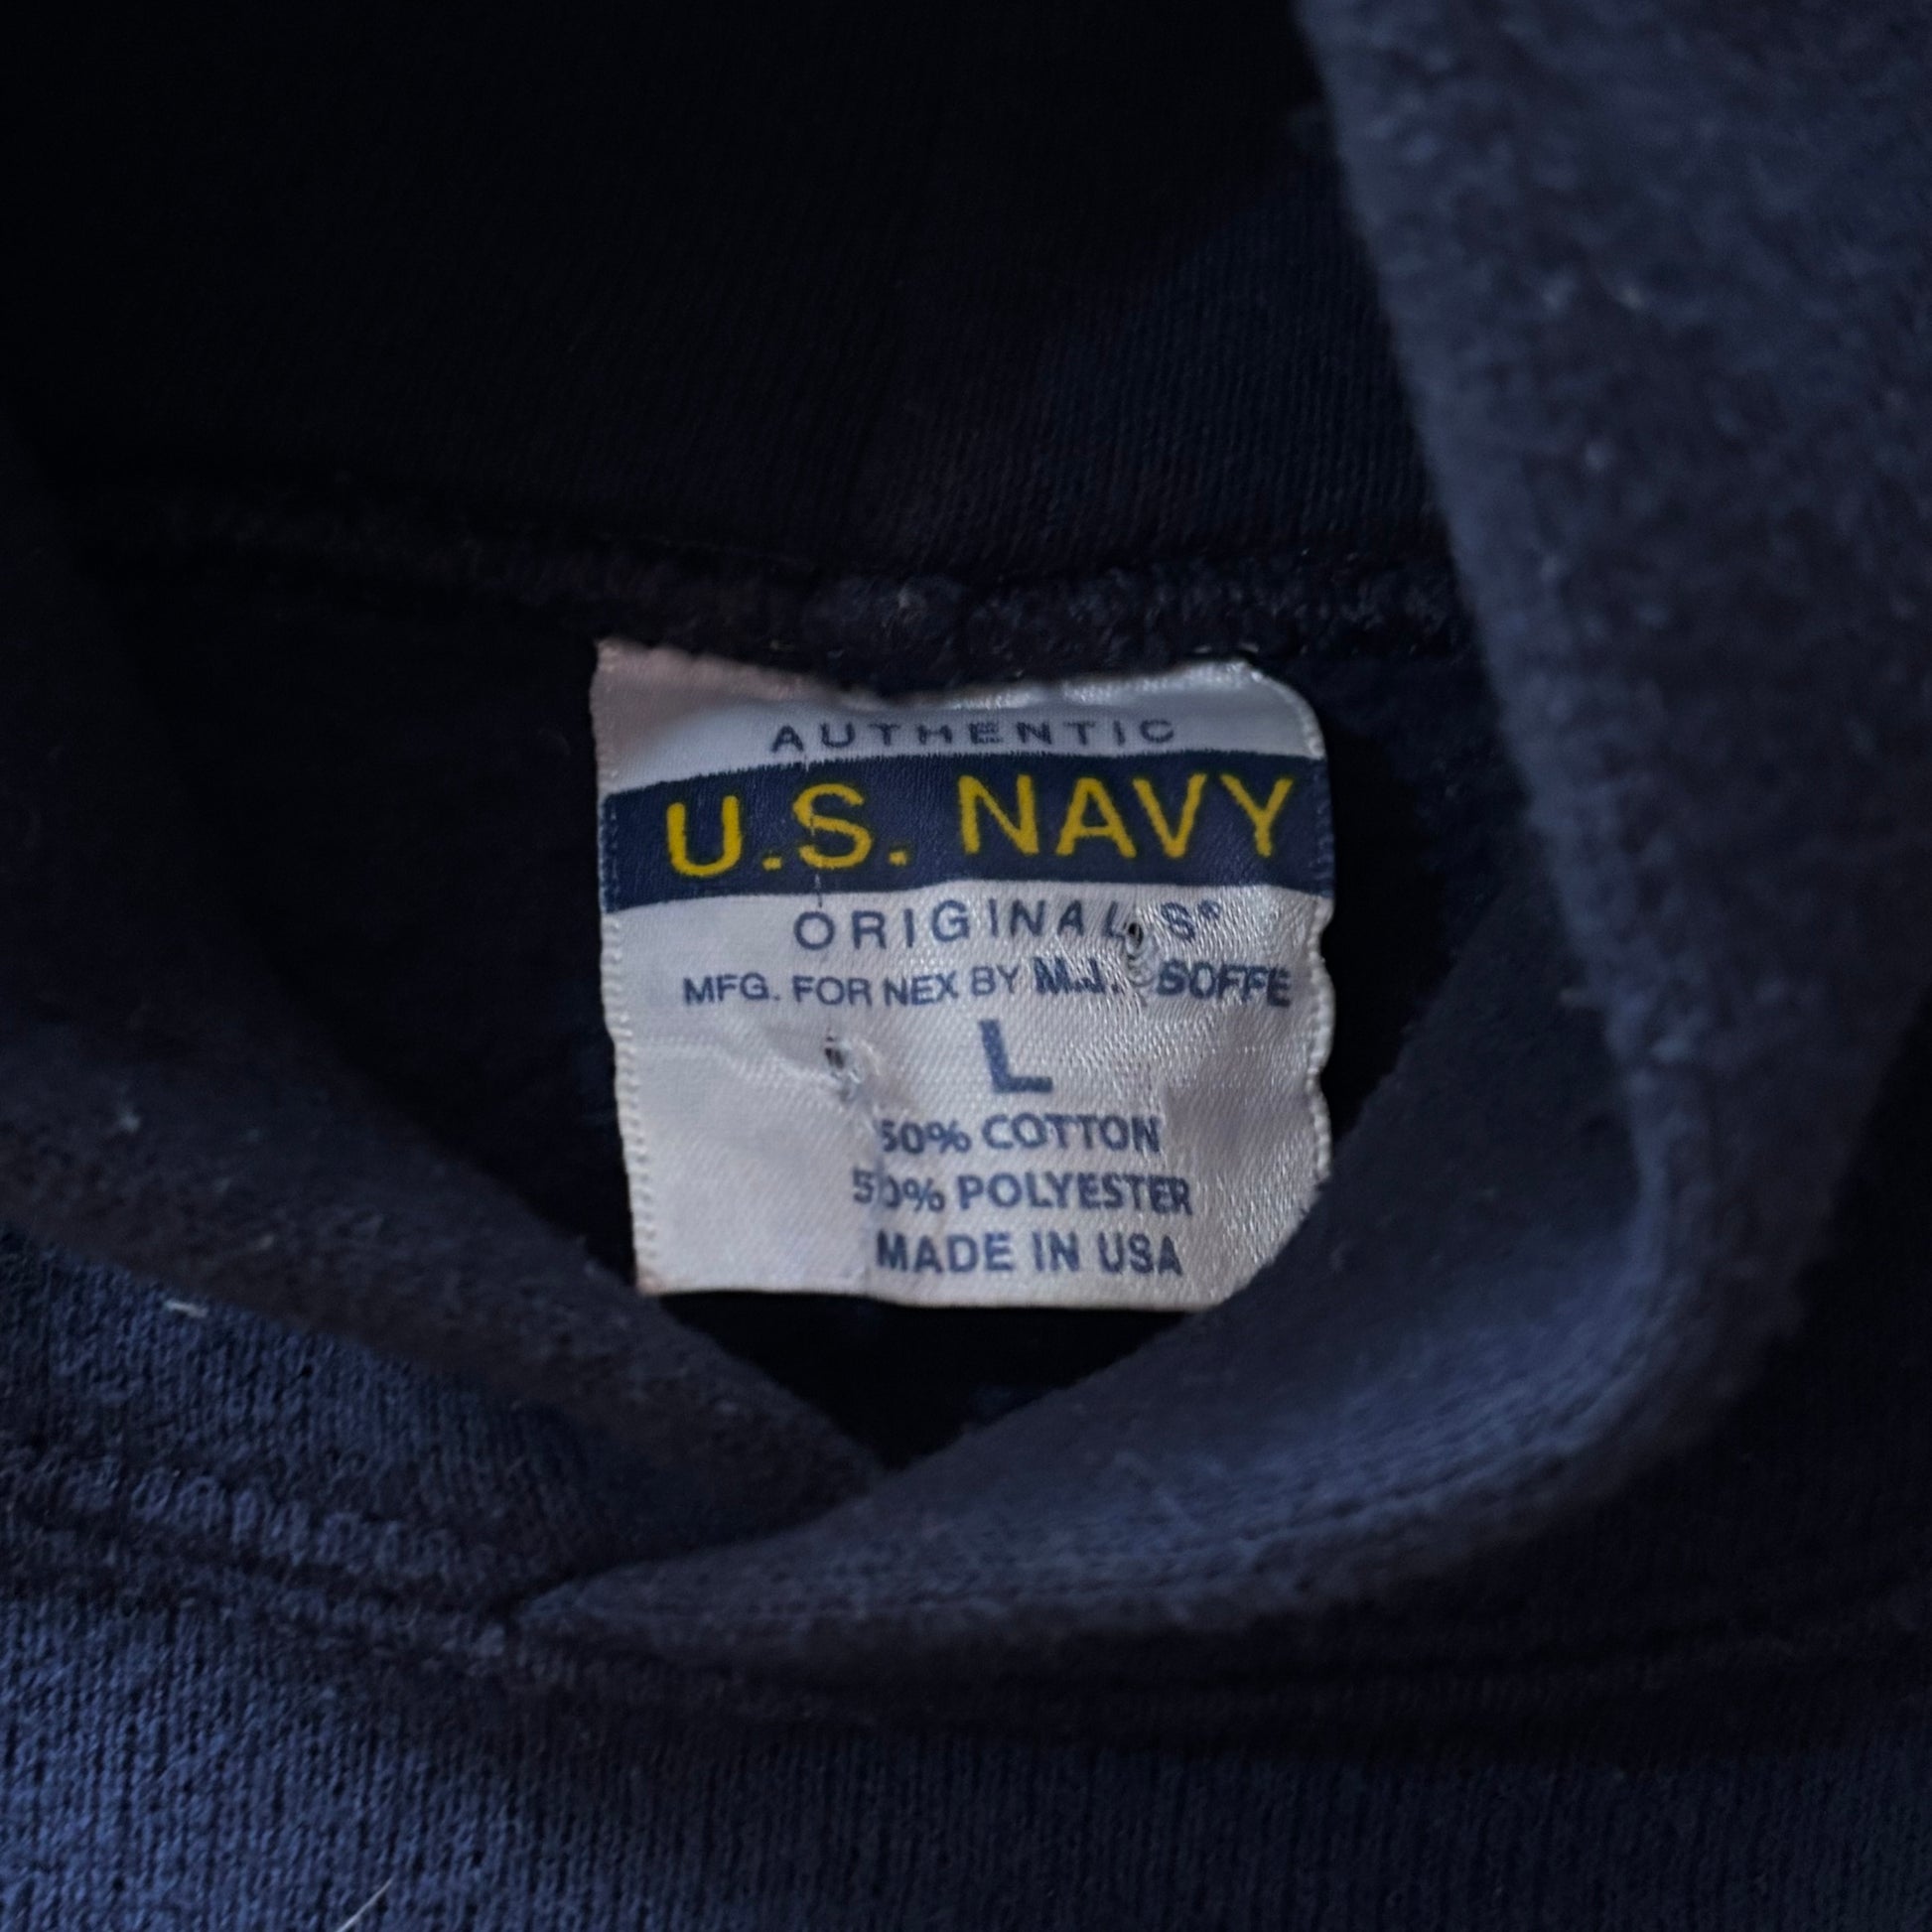 AUTHENTIC
U.S. NAVY
ORIGINALS®
MFG. FOR NEX BY M.J. SOFFE
L
50% COTTON
50% POLYESTER
MADE IN USA